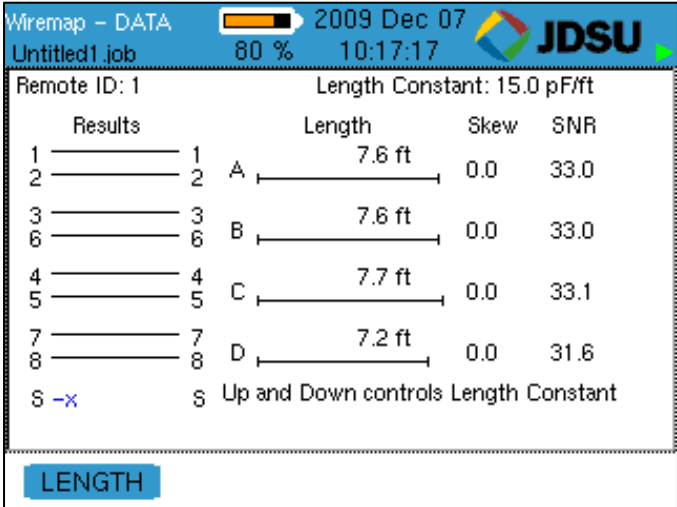 Wiremap – DATA 2009 Dec 07 JDSU
Untitled1.job 80 % 10:17:17
Remote ID: 1 Length Constant: 15.0 pF/ft
Results Length Skew SNR
1 1
2 2
A 7.6 ft 0.0 33.0
3 3
6 6
B 7.6 ft 0.0 33.0
4 4
5 5
C 7.7 ft 0.0 33.1
7 7
8 8
D 7.2 ft 0.0 31.6
S –x S Up and Down controls Length Constant
LENGTH